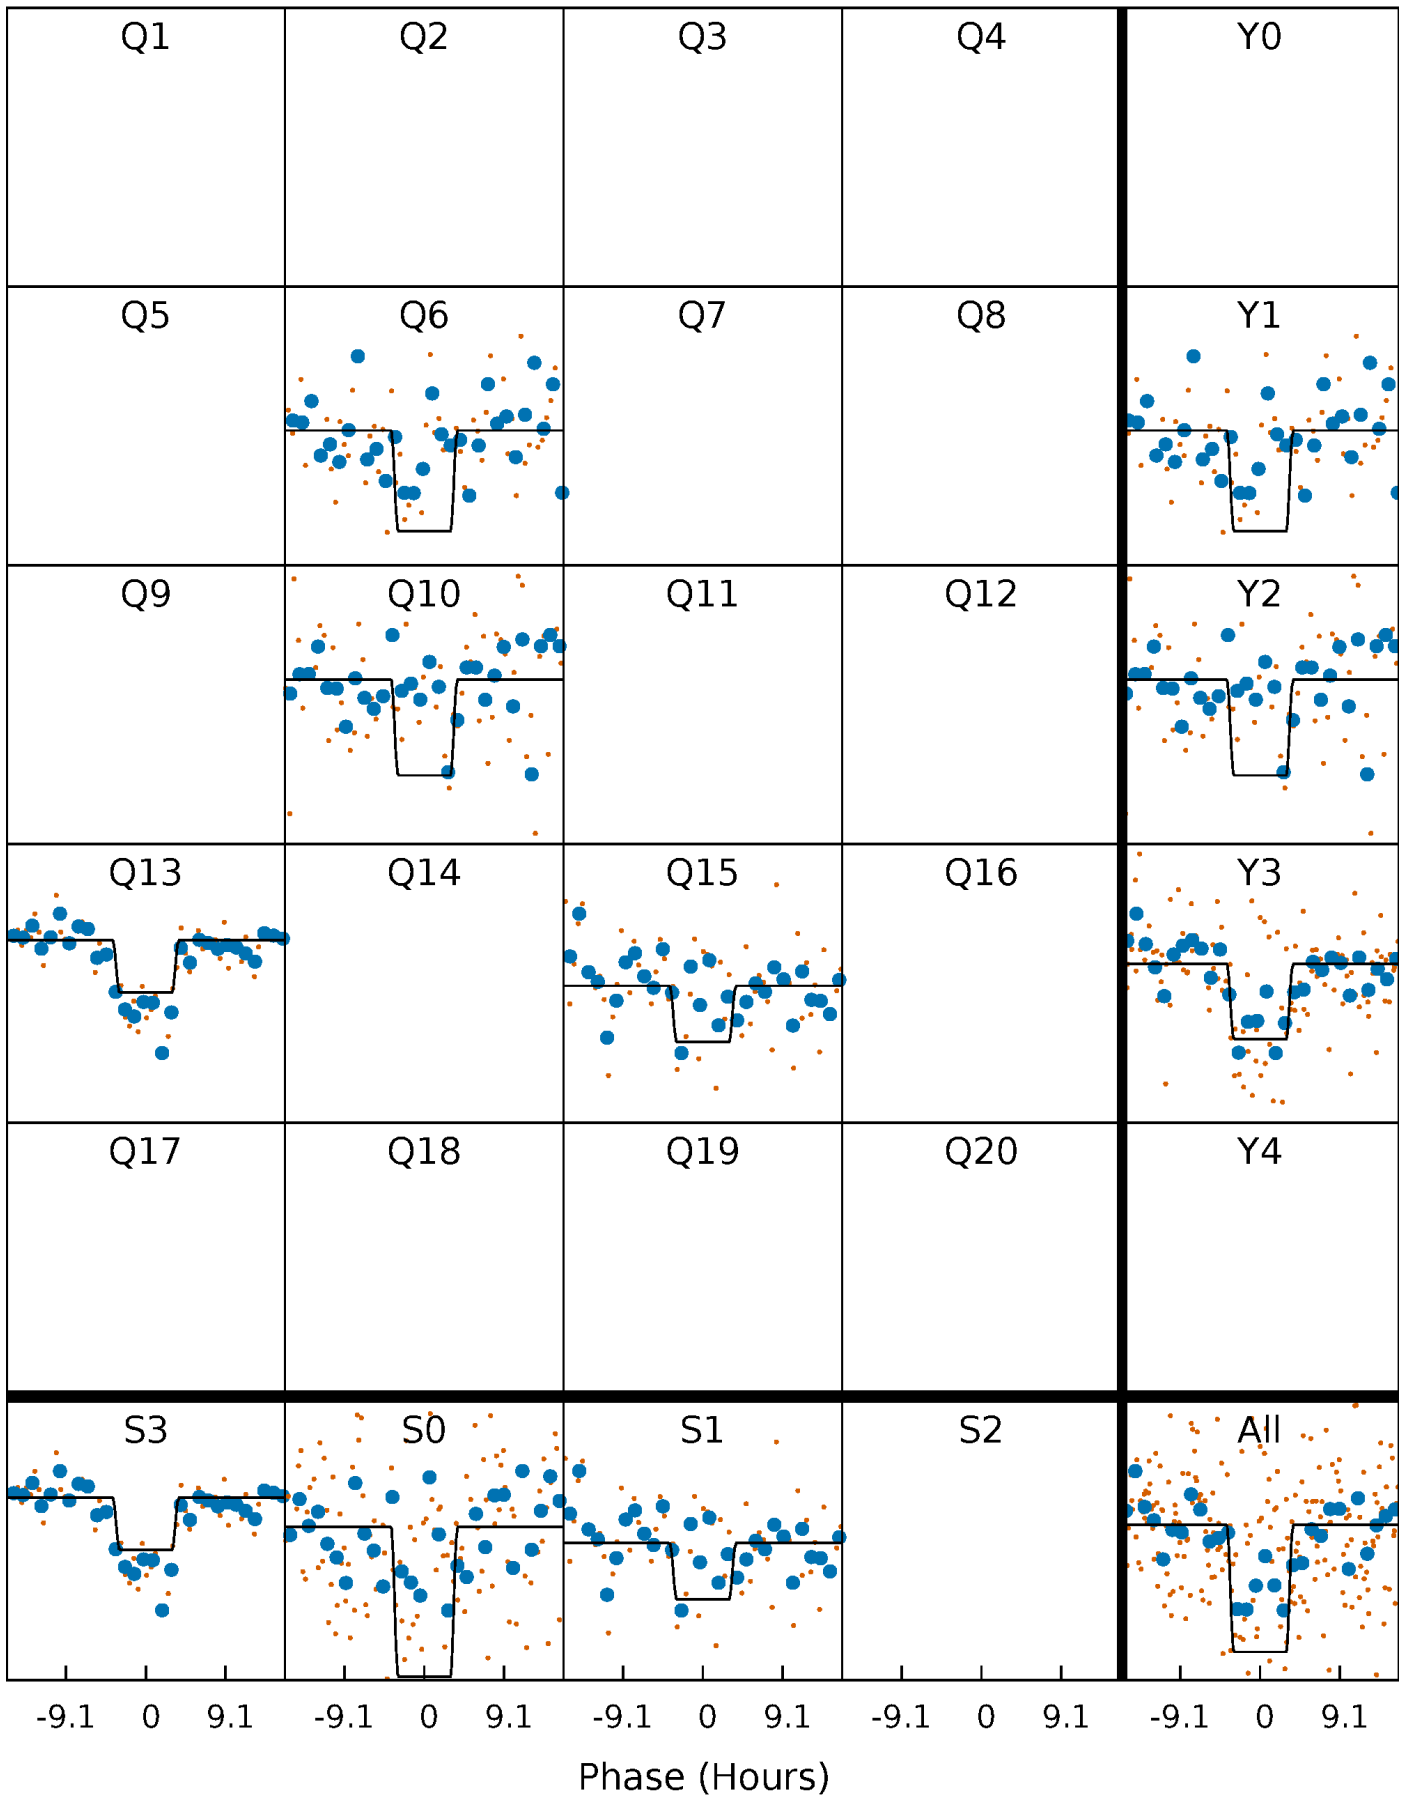 Q1 Q2 Q3 Q4 Y0
Q5 Q6 Q7 Q8 Y1
Q9 Q10 Q11 Q12 Y2
Q13 Q14 Q15 Q16 Y3
Q17 Q18 Q19 Q20 Y4
S3 S0 S1 S2 All
-9.1 0 9.1 -9.1 0 9.1 -9.1 0 9.1 -9.1 0 9.1 -9.1 0 9.1
Phase (Hours)